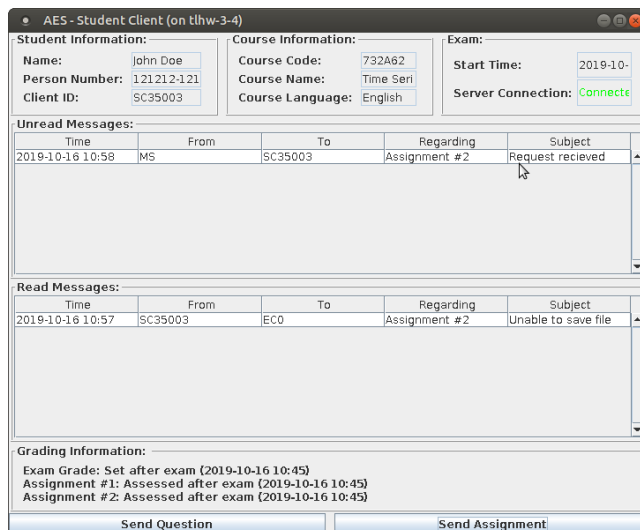 AES - Student Client (on tlhw-3-4)
Student Information: Course Information: Exam:
Name: John Doe Course Code: 732A62 Start Time: 2019-10-
Person Number: 121212-121 Course Name: Time Seri Server Connection: Connecte
Client ID: SC35003 Course Language: English
Unread Messages:
Time From To Regarding Subject
2019-10-16 10:58 MS SC35003 Assignment #2 Request recieved
Read Messages:
Time From To Regarding Subject
2019-10-16 10:57 SC35003 EC0 Assignment #2 Unable to save file
Grading Information:
Exam Grade: Set after exam (2019-10-16 10:45)
Assignment #1: Assessed after exam (2019-10-16 10:45)
Assignment #2: Assessed after exam (2019-10-16 10:45)
Send Question Send Assignment